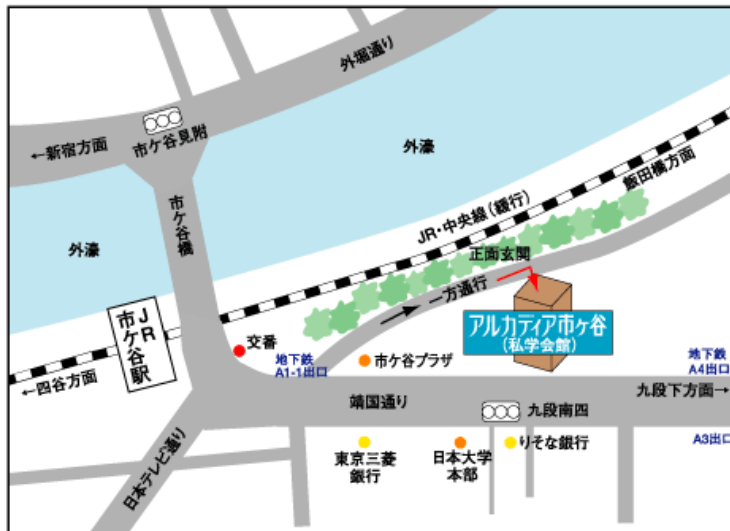 外堀通り
←新宿方面
市ケ谷見附
外濠
飯田橋方面
市ケ谷橋
JR・中央線(緩行)
外濠
正面玄関
一方通行
JR
市ケ谷駅
アルカディア市ヶ谷
(私学会館)
交番
地下鉄
A1-1出口
市ケ谷プラザ
地下鉄
A4出口
←四谷方面
九段下方面→
靖国通り
九段南四
A3出口
日本テレビ通り
東京三菱
銀行
日本大学
本部
りそな銀行